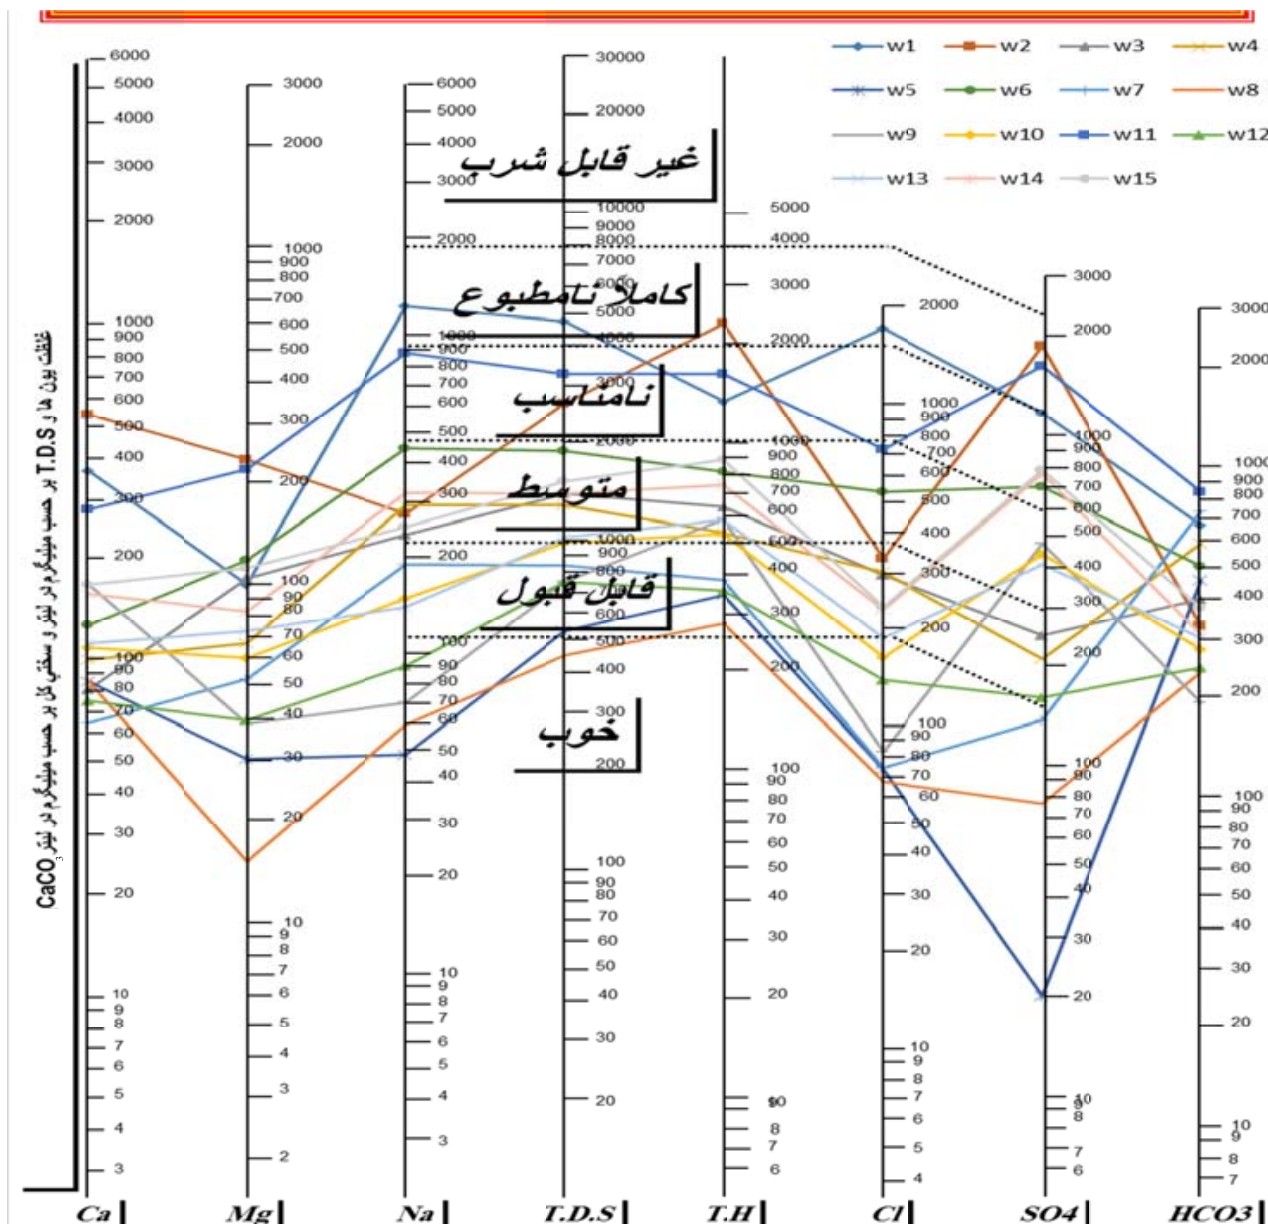 w1 w2 w3 w4
w5 w6 w7 w8
w9 w10 w11 w12
w13 w14 w15
غیر قابل شرب
کاملاً نامطبوع
نامناسب
متوسط
قابل قبول
خوب
غلظت یون ها و T.D.S بر حسب میلیگرم در لیتر و سختی کل بر حسب میلیگرم در لیتر CaCO3
6000 5000 4000 3000 2000 1000 900 800 700 600 500 400 300 200 100 90 80 70 60 50 40 30 20 10 9 8 7 6 5 4 3
3000 2000 1000 900 800 700 600 500 400 300 200 100 90 80 70 60 50 40 30 20 10 9 8 7 6 5 4 3 2
6000 5000 4000 3000 2000 1000 900 800 700 600 500 400 300 200 100 90 80 70 60 50 40 30 20 10 9 8 7 6 5 4 3
30000 20000 10000 9000 8000 7000 6000 5000 4000 3000 2000 1000 900 800 600 500 400 300 200 100 90 80 70 60 50 40 30 20
5000 4000 3000 2000 1000 900 800 700 600 500 400 300 200 100 90 80 70 60 50 40 30 20 10 9 8 7 6
2000 1000 900 800 700 600 500 400 300 200 100 90 80 70 60 50 40 30 20 10 9 8 7 6 5 4
3000 2000 1000 900 800 700 600 500 400 300 200 100 90 80 70 60 50 40 30 20 10 9 8 7 6
3000 2000 1000 900 800 700 600 500 400 300 200 100 90 80 70 60 50 40 30 20 10 9 8 7
Ca Mg Na T.D.S T.H Cl SO4 HCO3